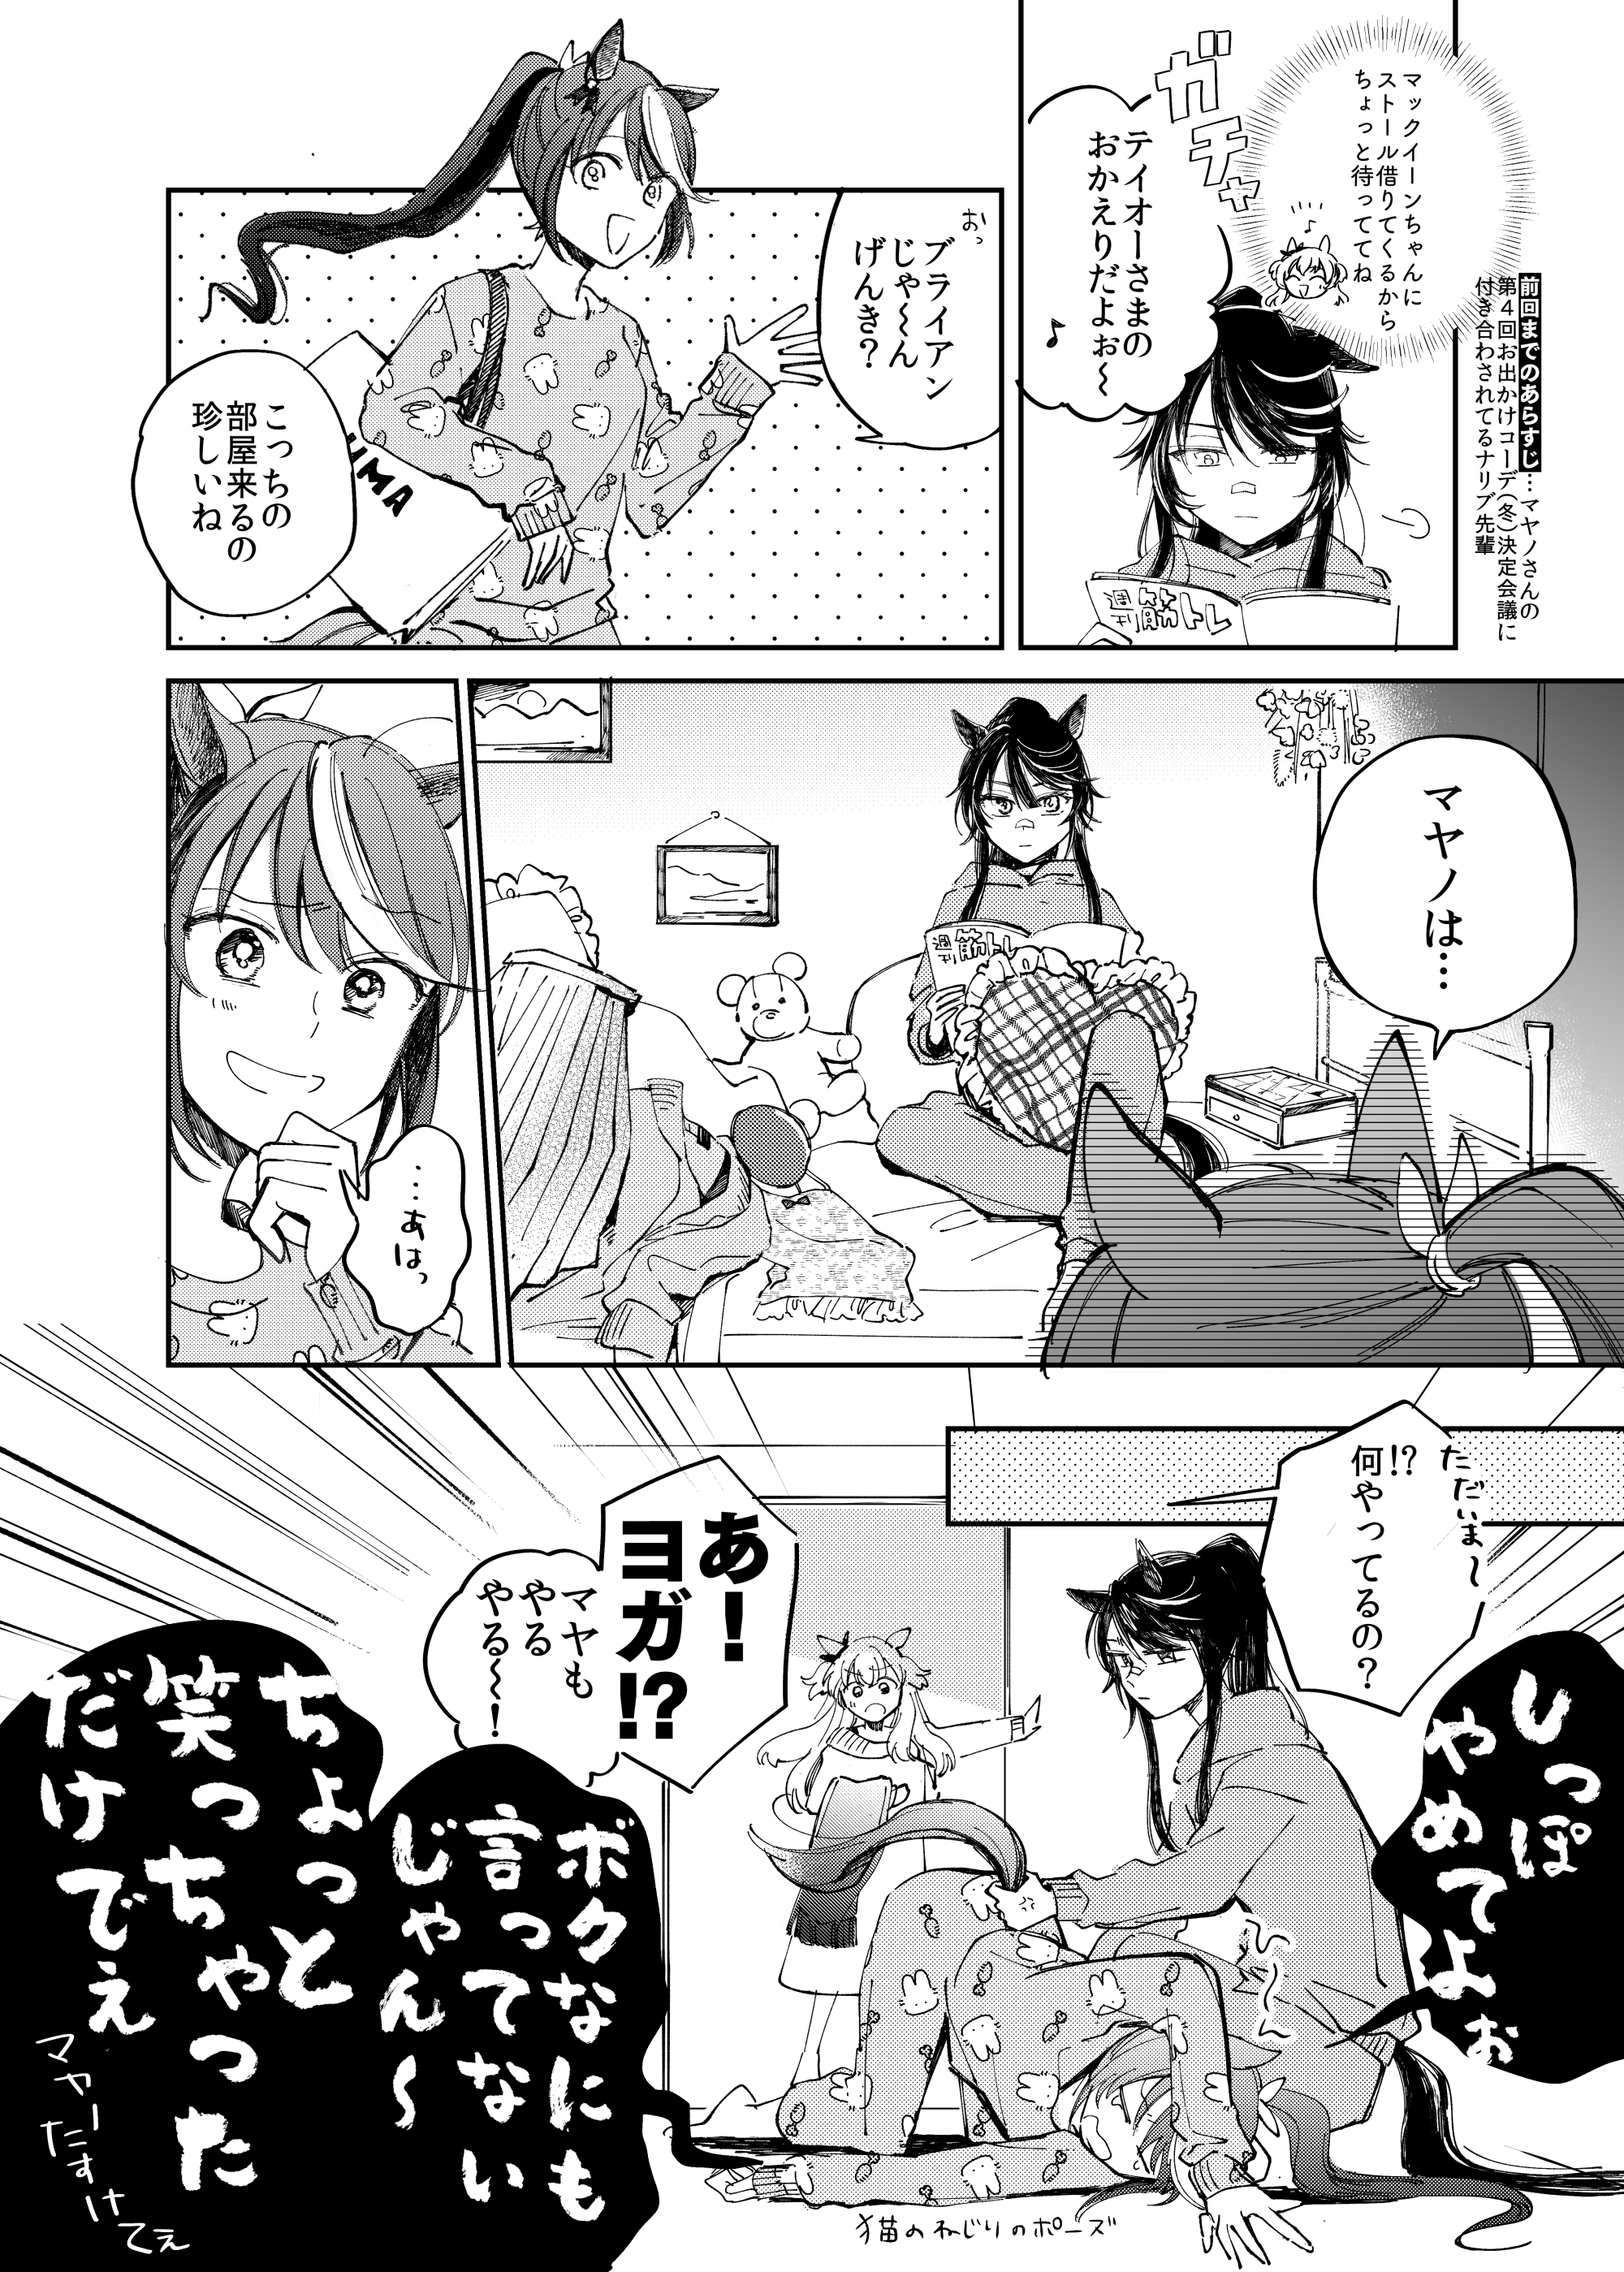 前回までのあらすじ…マヤノさんの
第4回お出かけコーデ(冬)決定会議に
付き合わされてるナリブ先輩
マックイーンちゃんに
ストール借りてくるから
ちょっと待っててね
♪
ガチャ
テイオーさまの
おかえりだよぉ〜
♪
週刊筋トレ
おっ
ブライアン
じゃ〜ん
げんき?
こっちの
部屋来るの
珍しいね
UMA
マヤノは…
週刊筋トレ
…あはっ
ただいま〜
!?
何やってるの?
あ!
ヨガ!?
マヤも
やる
やる〜!
しっぽ
やめてよぉ
ひ〜〜ん
ボクなにも
言ってない
じゃん〜
ちょっと
笑っちゃった
だけでぇ
マヤー
たすけてぇ
猫のねじりのポーズ